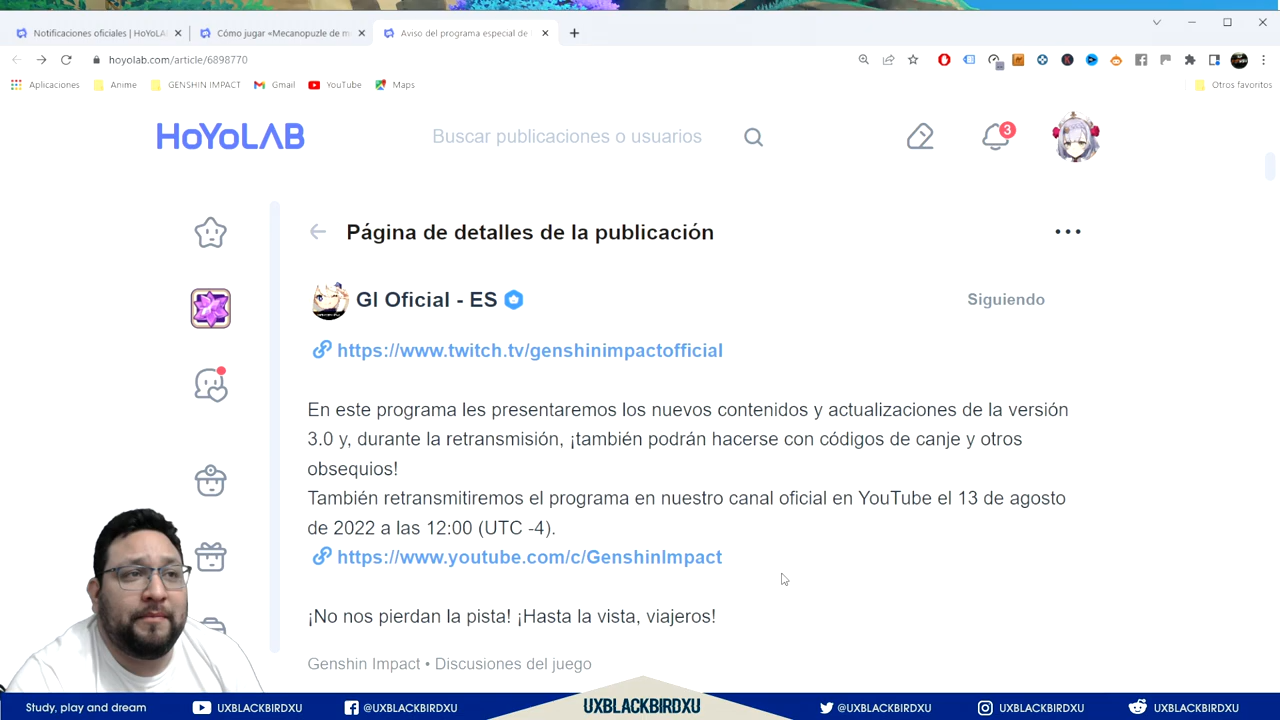 Notificaciones oficiales | HoYoLA
Cómo jugar «Mecanopuzle de m
Aviso del programa especial de
hoyolab.com/article/6898770
Aplicaciones
Anime
GENSHIN IMPACT
Gmail
YouTube
Maps
Otros favoritos
HoYoLAB
Buscar publicaciones o usuarios
3
Página de detalles de la publicación
GI Oficial - ES
Siguiendo
https://www.twitch.tv/genshinimpactofficial
En este programa les presentaremos los nuevos contenidos y actualizaciones de la versión
3.0 y, durante la retransmisión, ¡también podrán hacerse con códigos de canje y otros
obsequios!
También retransmitiremos el programa en nuestro canal oficial en YouTube el 13 de agosto
de 2022 a las 12:00 (UTC -4).
https://www.youtube.com/c/GenshinImpact
¡No nos pierdan la pista! ¡Hasta la vista, viajeros!
Genshin Impact • Discusiones del juego
Study, play and dream
UXBLACKBIRDXU
@UXBLACKBIRDXU
UXBLACKBIRDXU
@UXBLACKBIRDXU
UXBLACKBIRDXU
UXBLACKBIRDXU